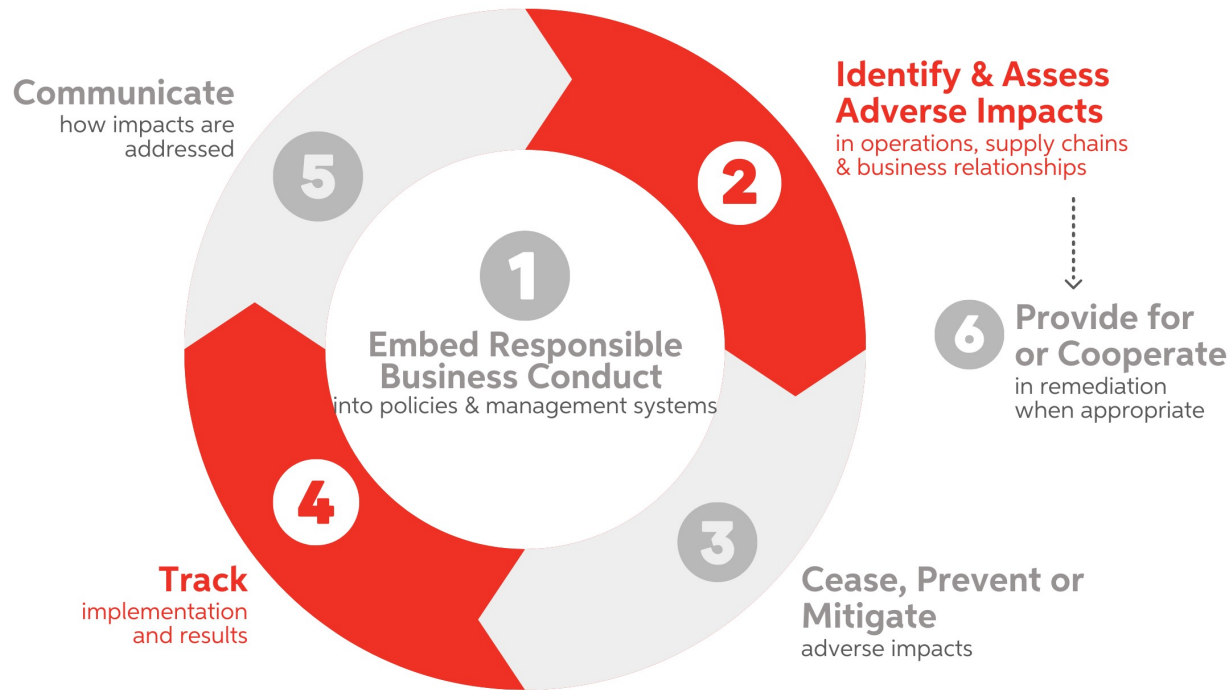 Communicate
how impacts are
addressed
5
Identify & Assess
Adverse Impacts
in operations, supply chains
& business relationships
2
1
Embed Responsible
Business Conduct
into policies & management systems
6
Provide for
or Cooperate
in remediation
when appropriate
4
Track
implementation
and results
3
Cease, Prevent or
Mitigate
adverse impacts